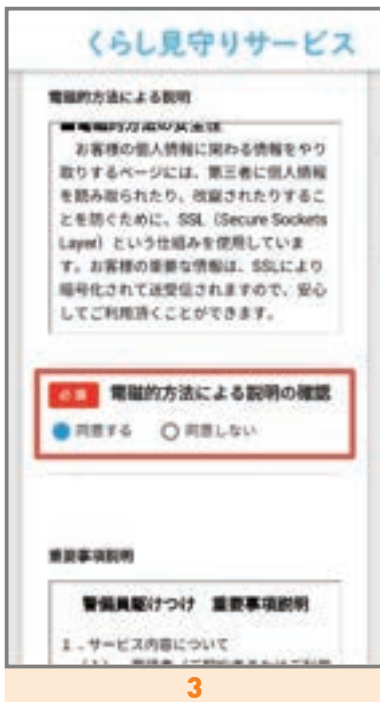 くらし見守りサービス
電磁的方法による説明
■電磁的方法の安全性
お客様の個人情報に関わる情報をやり
取りするページには、第三者に個人情報
を読み取られたり、改竄されたりするこ
とを防ぐために、SSL（Secure Sockets
Layer）という仕組みを使用していま
す。お客様の重要な情報は、SSLにより
暗号化されて送受信されますので、安心
してご利用頂くことができます。
必須 電磁的方法による説明の確認
同意する 同意しない
重要事項説明
警備員駆けつけ 重要事項説明
１．サービス内容について
3